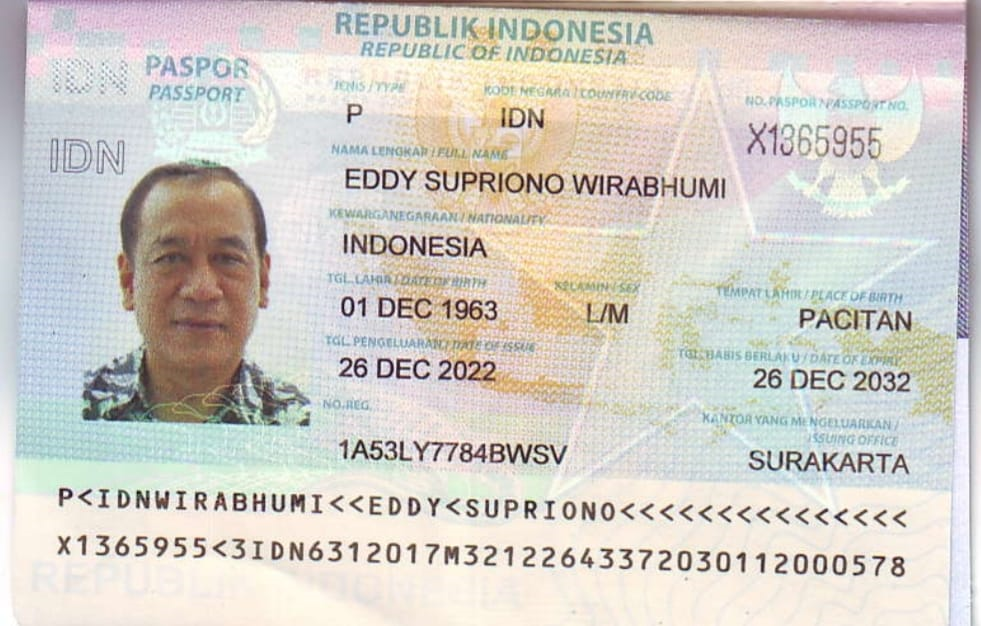 REPUBLIK INDONESIA
REPUBLIC OF INDONESIA
IDN PASPOR
PASSPORT
JENIS / TYPE KODE NEGARA / COUNTRY CODE NO. PASPOR / PASSPORT NO.
P IDN X1365955
IDN
NAMA LENGKAP / FULL NAME
EDDY SUPRIONO WIRABHUMI
KEWARGANEGARAAN / NATIONALITY
INDONESIA
TGL. LAHIR / DATE OF BIRTH KELAMIN / SEX TEMPAT LAHIR / PLACE OF BIRTH
01 DEC 1963 L/M PACITAN
TGL. PENGELUARAN / DATE OF ISSUE TGL. HABIS BERLAKU / DATE OF EXPIRY
26 DEC 2022 26 DEC 2032
NO. REG. KANTOR YANG MENGELUARKAN /
ISSUING OFFICE
1A53LY7784BWSV SURAKARTA
P<IDNWIRABHUMI<<EDDY<SUPRIONO<<<<<<<<<<<<<<<
X1365955<3IDN6312017M32122643372030112000578
REPUBLIK INDONESIA